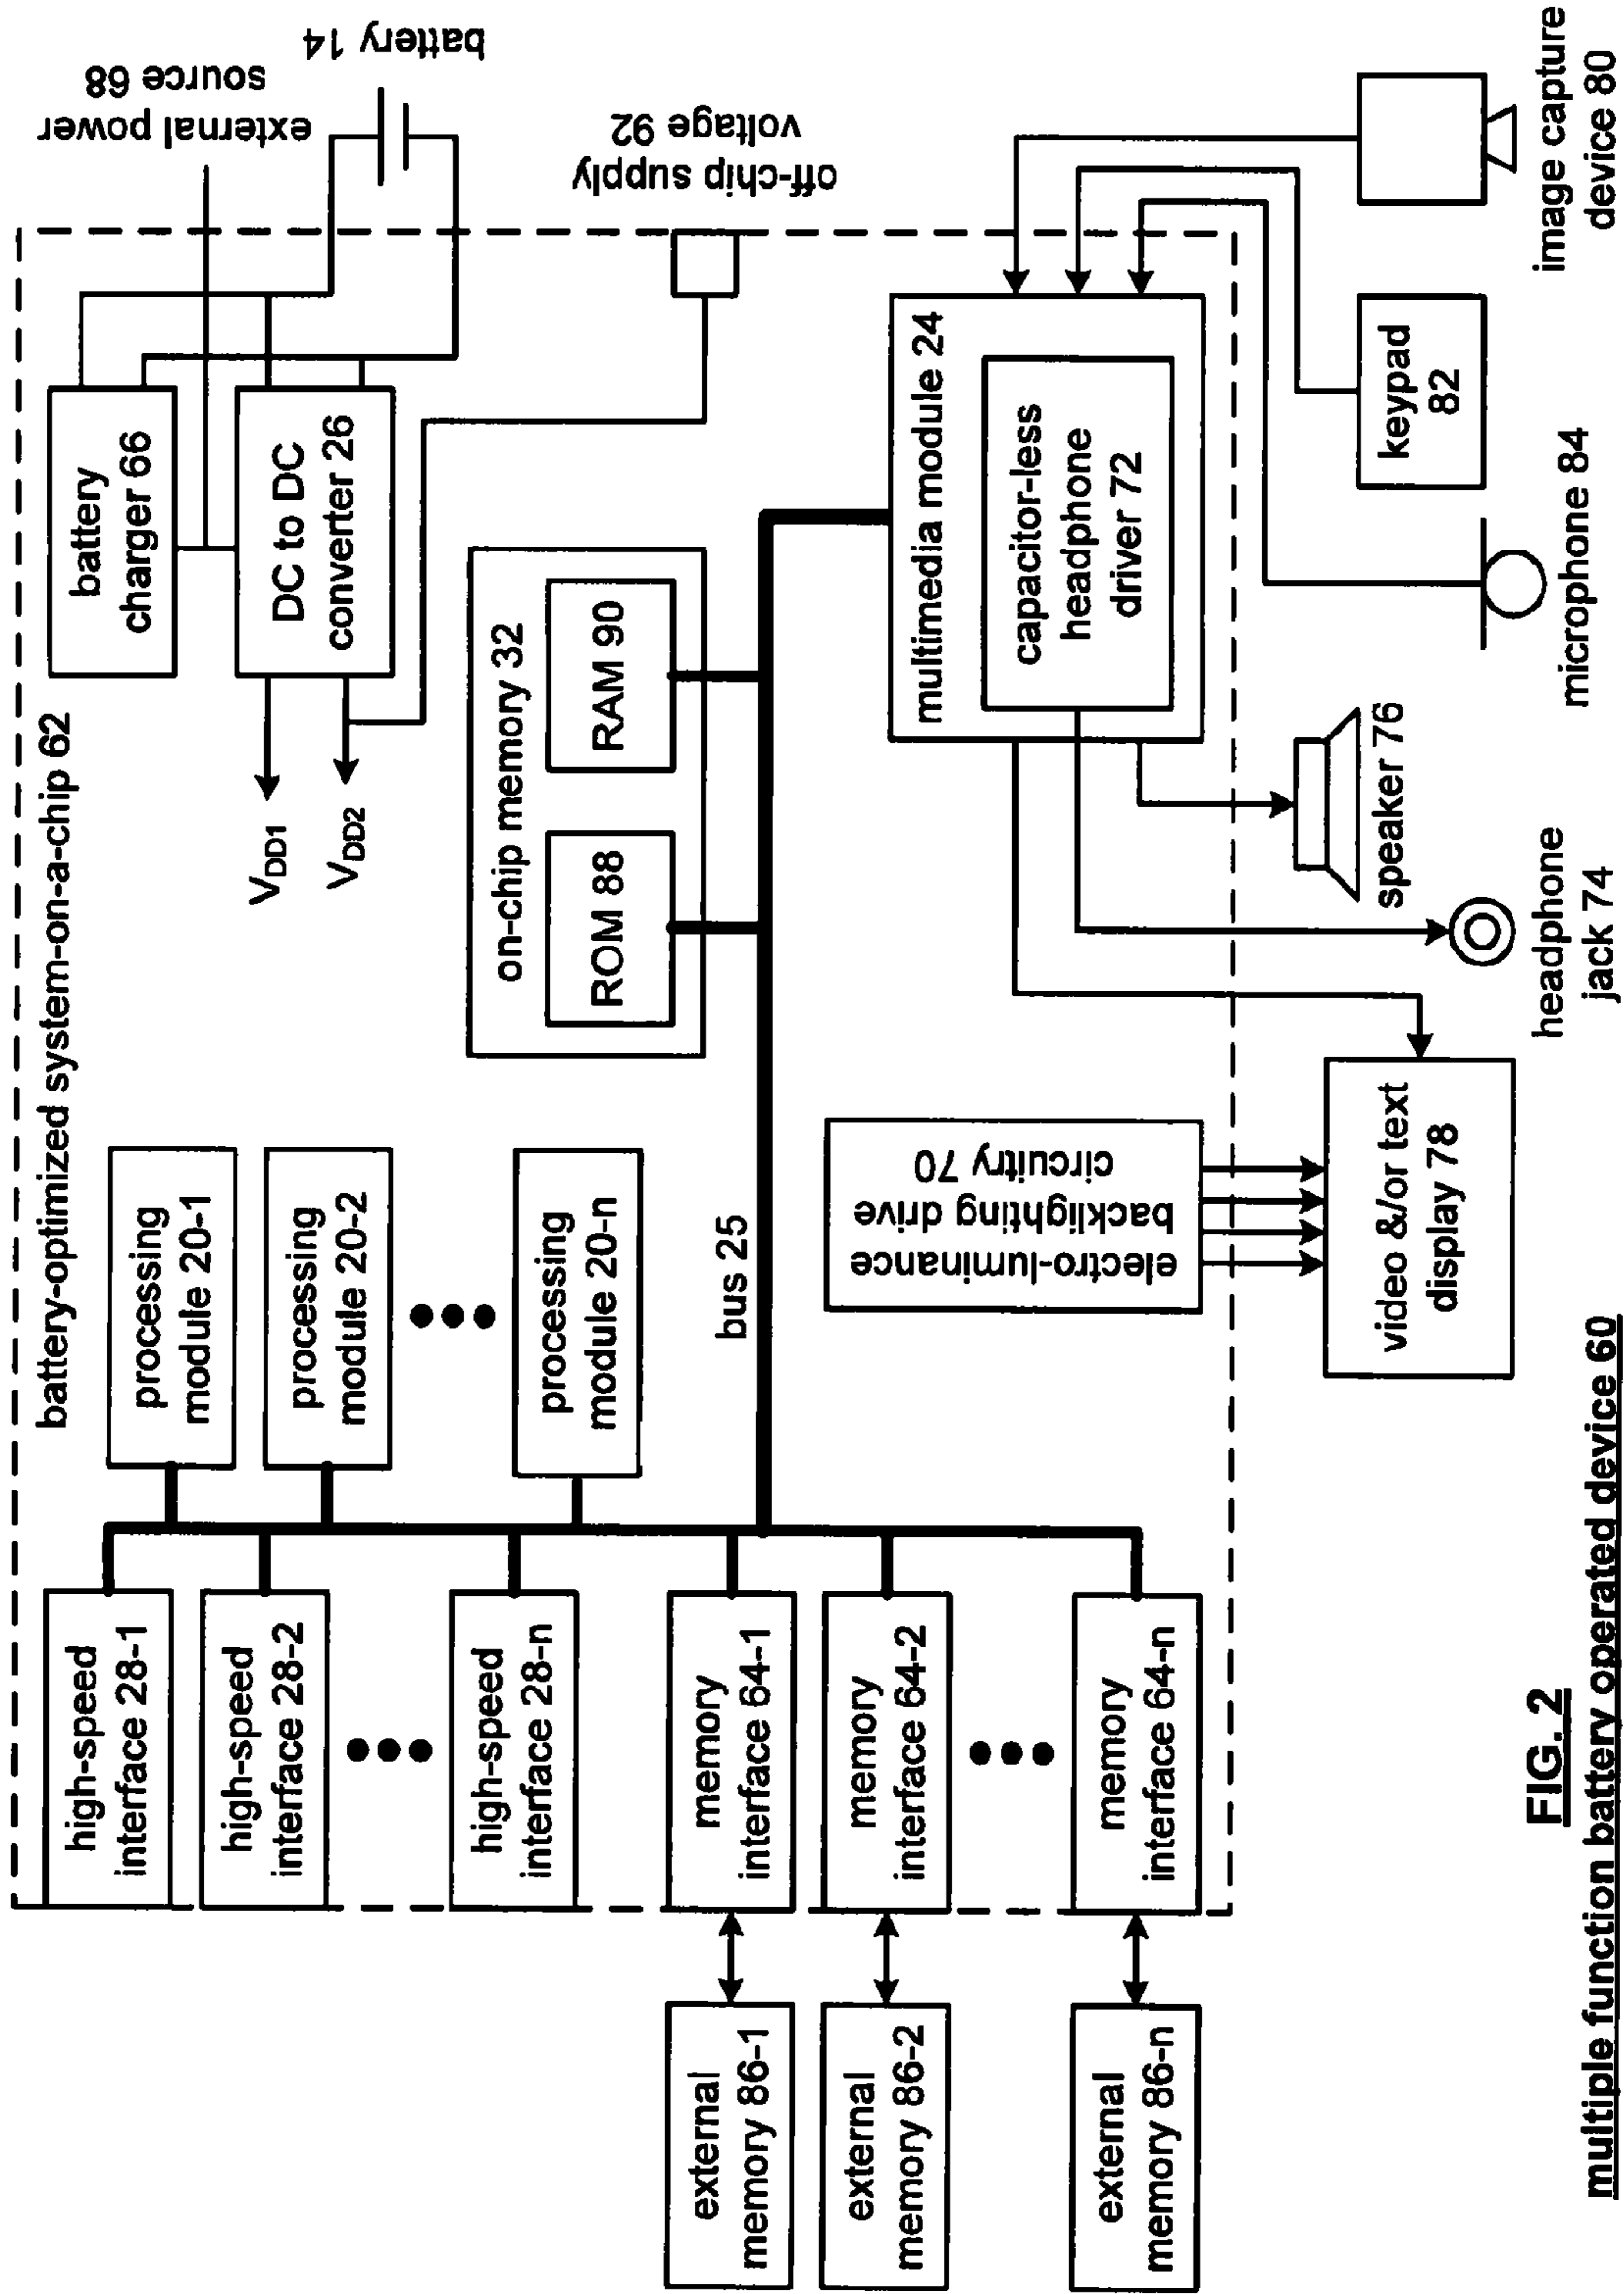 battery-optimized system-on-a-chip 62
high-speed
interface 28-1
high-speed
interface 28-2
high-speed
interface 28-n
memory
interface 64-1
memory
interface 64-2
memory
interface 64-n
external
memory 86-1
external
memory 86-2
external
memory 86-n
processing
module 20-1
processing
module 20-2
processing
module 20-n
bus 25
on-chip memory 32
ROM 88
RAM 90
battery
charger 66
DC to DC
converter 26
VDD1
VDD2
external power
source 68
battery 14
off-chip supply
voltage 92
multimedia module 24
capacitor-less
headphone
driver 72
electro-luminance
backlighting drive
circuitry 70
video &/or text
display 78
headphone
jack 74
speaker 76
microphone 84
keypad
82
image capture
device 80
FIG. 2
multiple function battery operated device 60